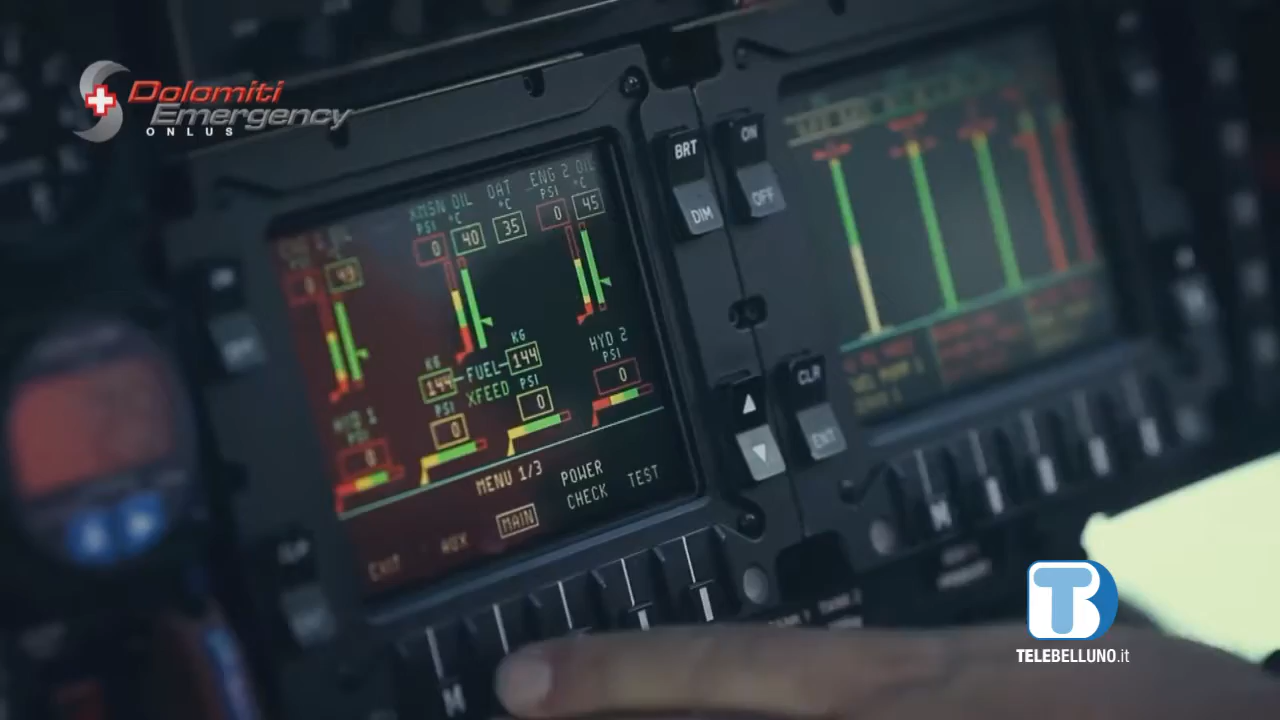 Dolomiti
Emergency
ONLUS
BRT
DIM
ON
OFF
XMSN OIL
PSI °C
0 40
OAT
°C
35
ENG 2 OIL
PSI °C
0 45
KG
144
FUEL
XFEED
KG
144
PSI
0
PSI
0
HYD 2
PSI
0
HYD 1
PSI
0
MENU 1/3
EXIT
AUX
MAIN
POWER
CHECK
TEST
CLR
ENT
M
M
TELEBELLUNO.it